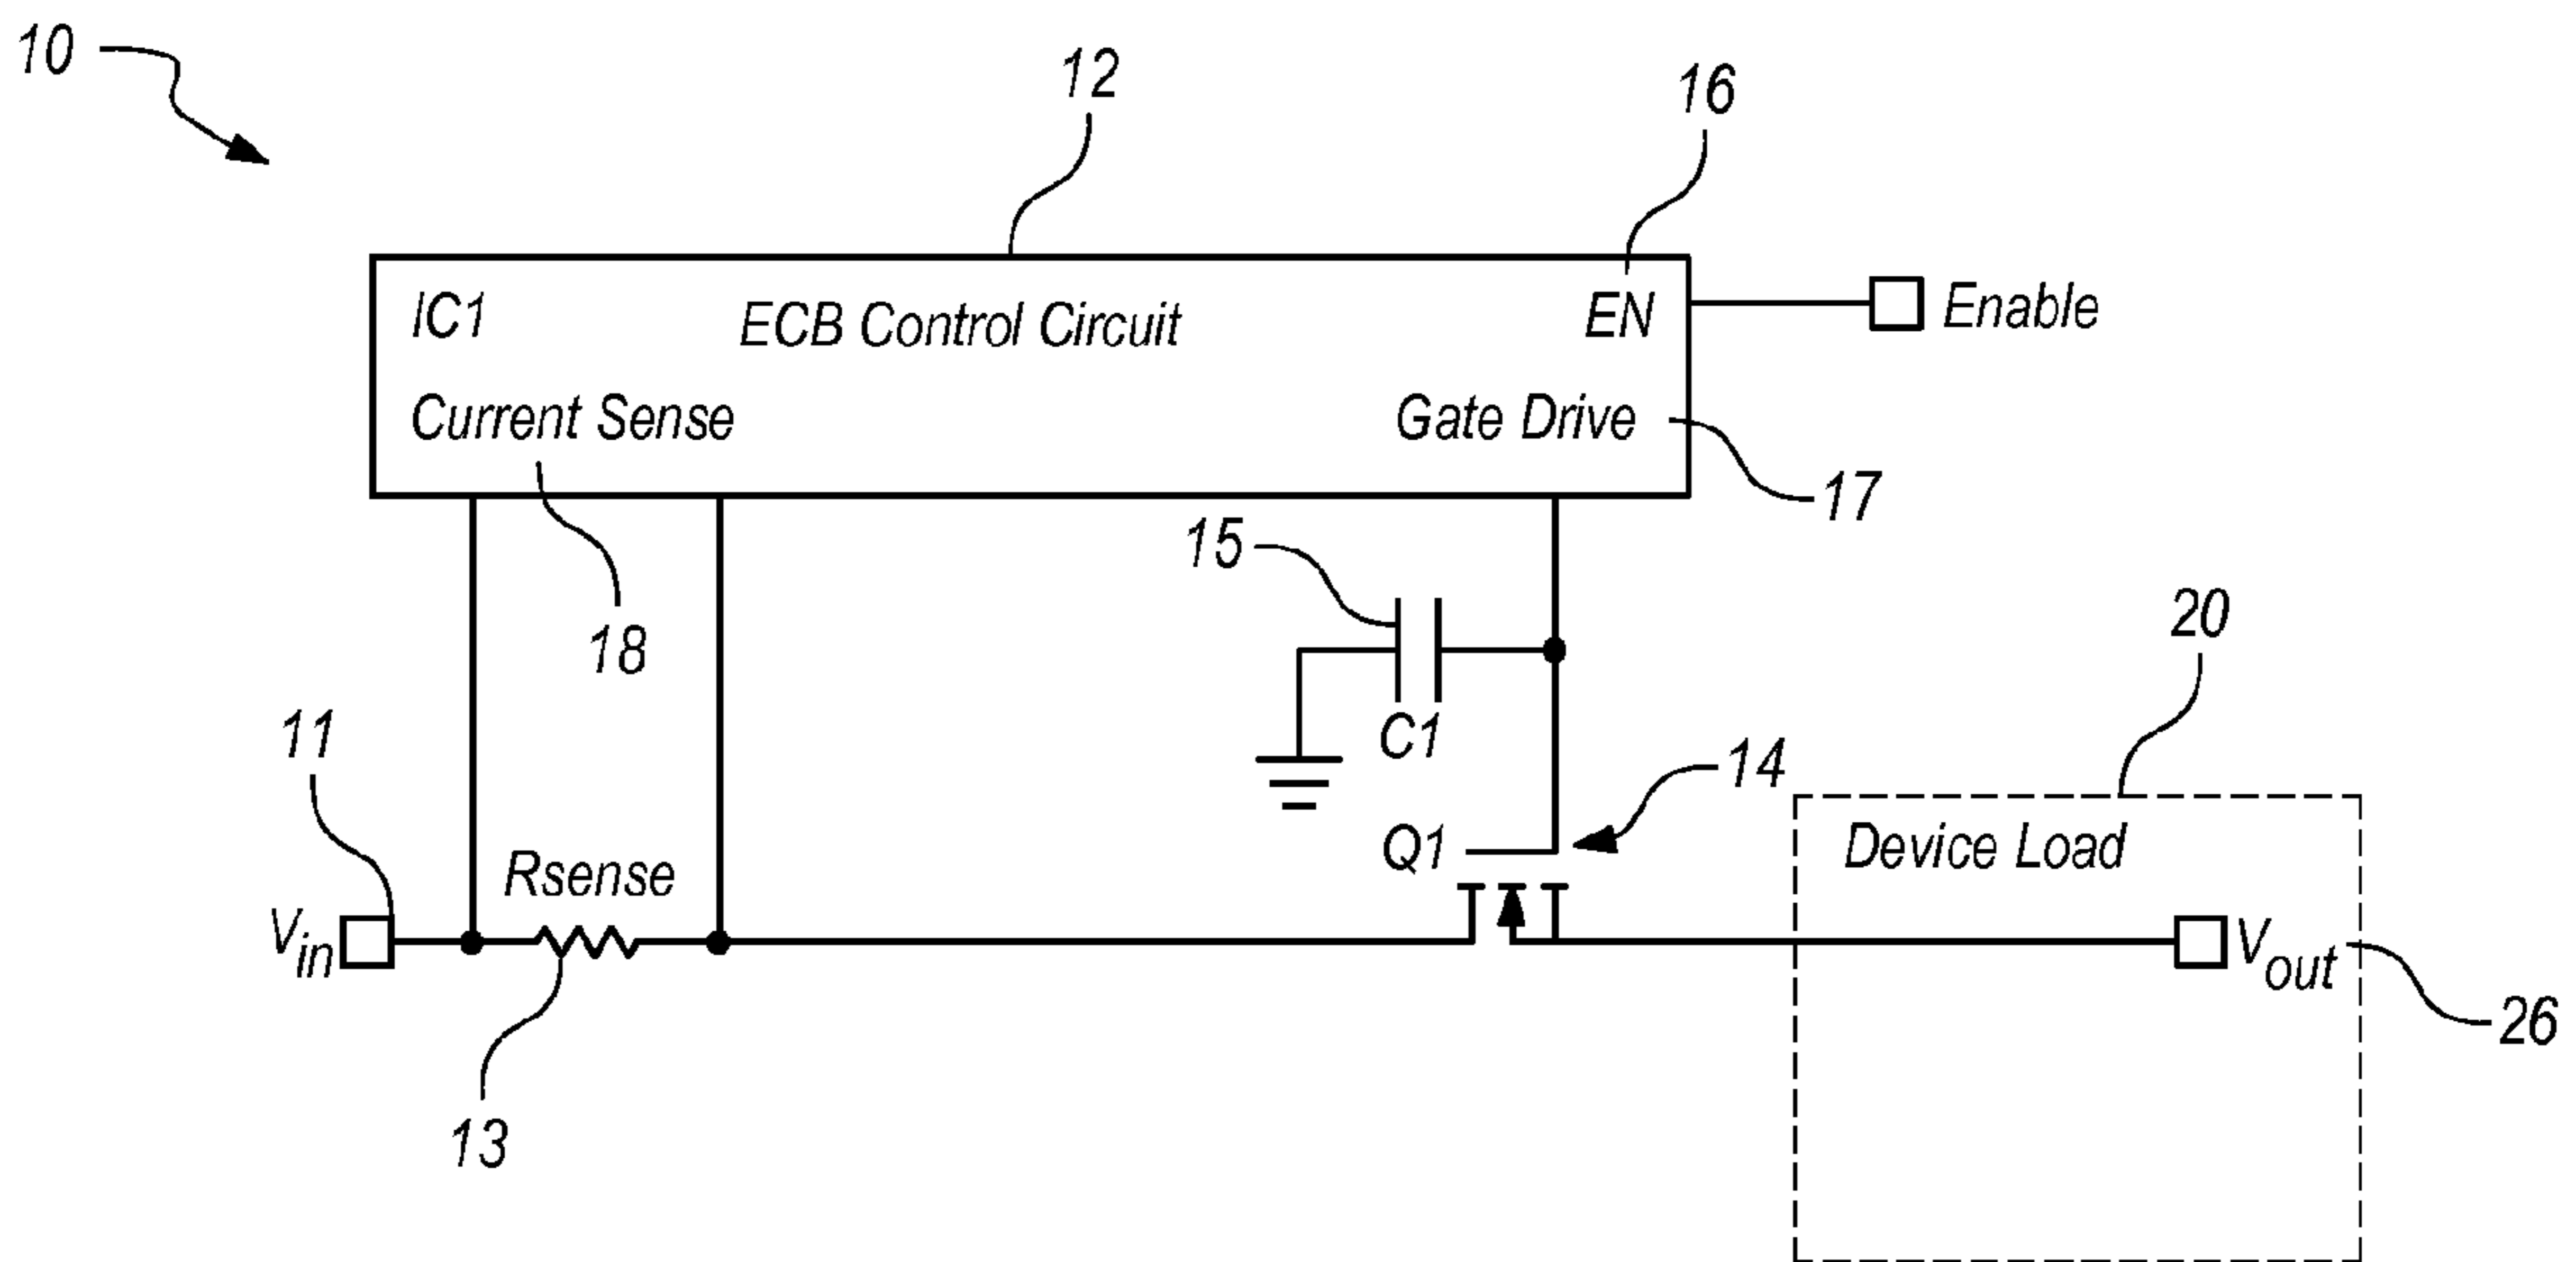 10
12
16
IC1
ECB Control Circuit
EN
Enable
Current Sense
Gate Drive
17
15
18
20
11
C1
14
Q1
Device Load
Rsense
Vin
Vout
26
13